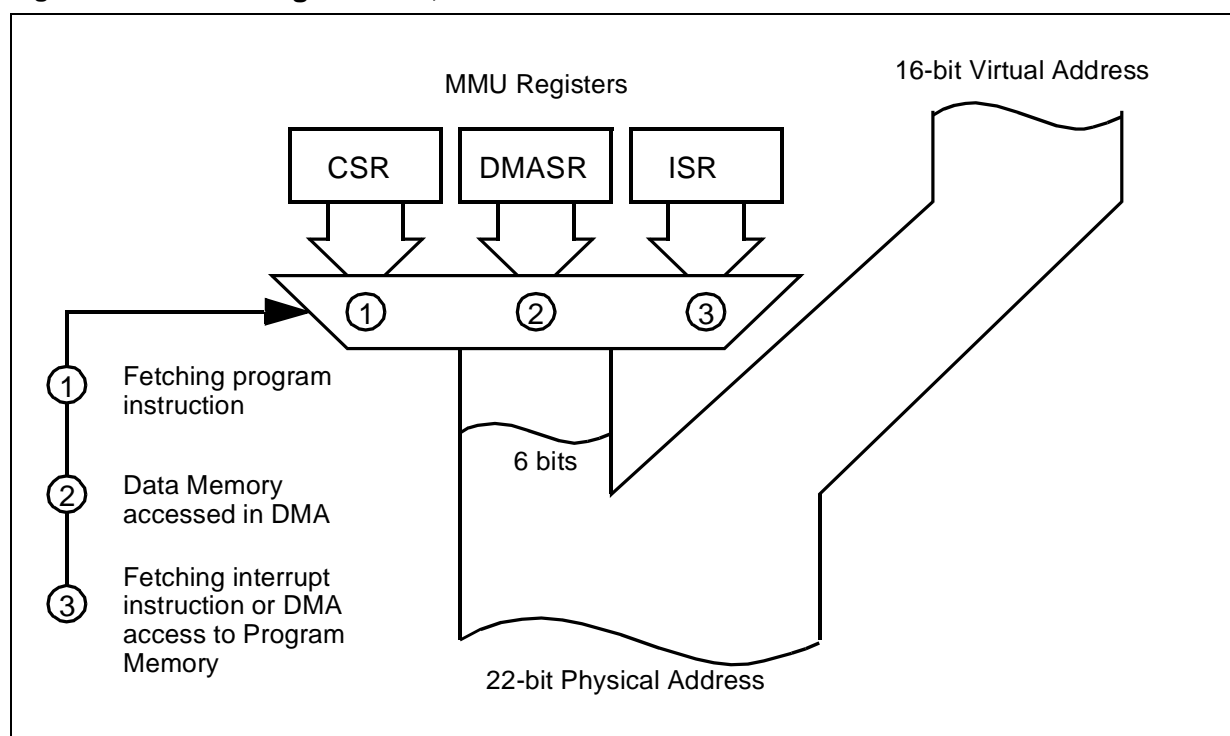 MMU Registers
16-bit Virtual Address
CSR
DMASR
ISR
1
2
3
1
Fetching program
instruction
6 bits
2
Data Memory
accessed in DMA
3
Fetching interrupt
instruction or DMA
access to Program
Memory
22-bit Physical Address